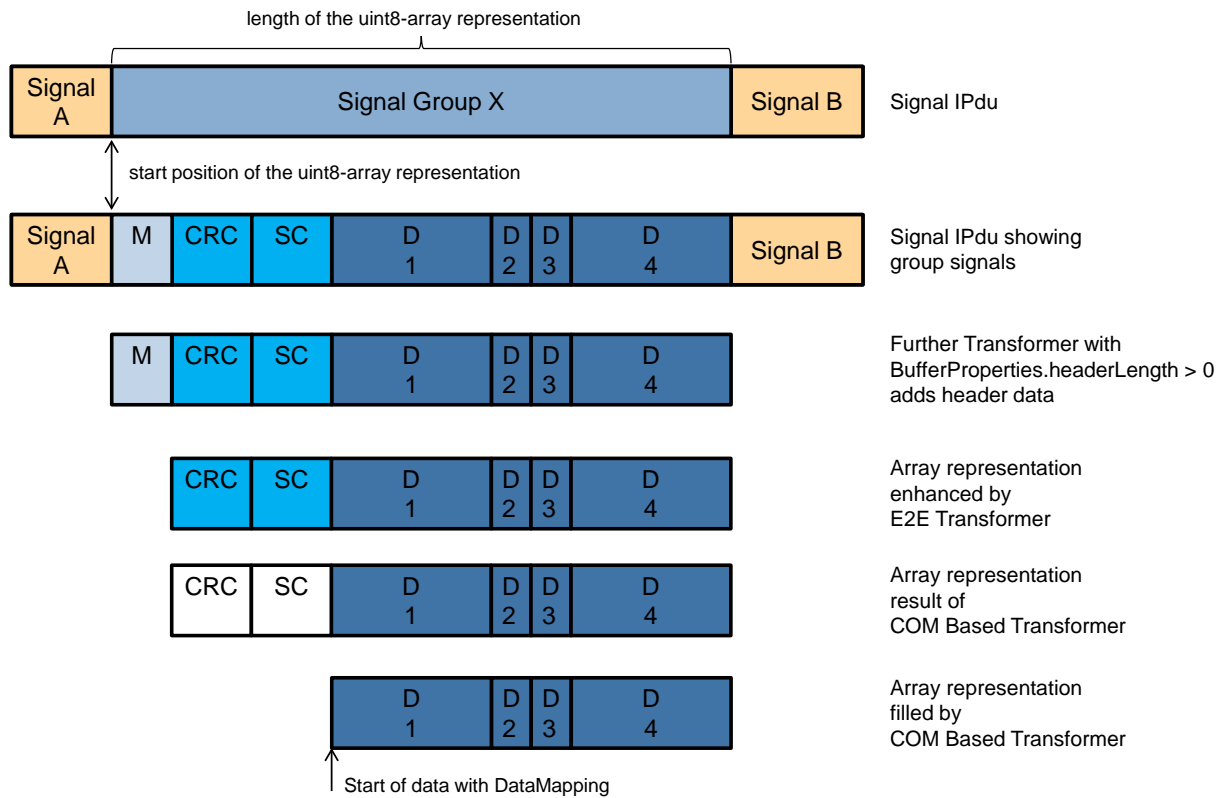 length of the uint8-array representation
Signal
A
Signal Group X
Signal B
Signal IPdu
start position of the uint8-array representation
Signal
A
M
CRC
SC
D
1
D
2
D
3
D
4
Signal B
Signal IPdu showing
group signals
M
CRC
SC
D
1
D
2
D
3
D
4
Further Transformer with
BufferProperties.headerLength > 0
adds header data
CRC
SC
D
1
D
2
D
3
D
4
Array representation
enhanced by
E2E Transformer
CRC
SC
D
1
D
2
D
3
D
4
Array representation
result of
COM Based Transformer
D
1
D
2
D
3
D
4
Array representation
filled by
COM Based Transformer
Start of data with DataMapping